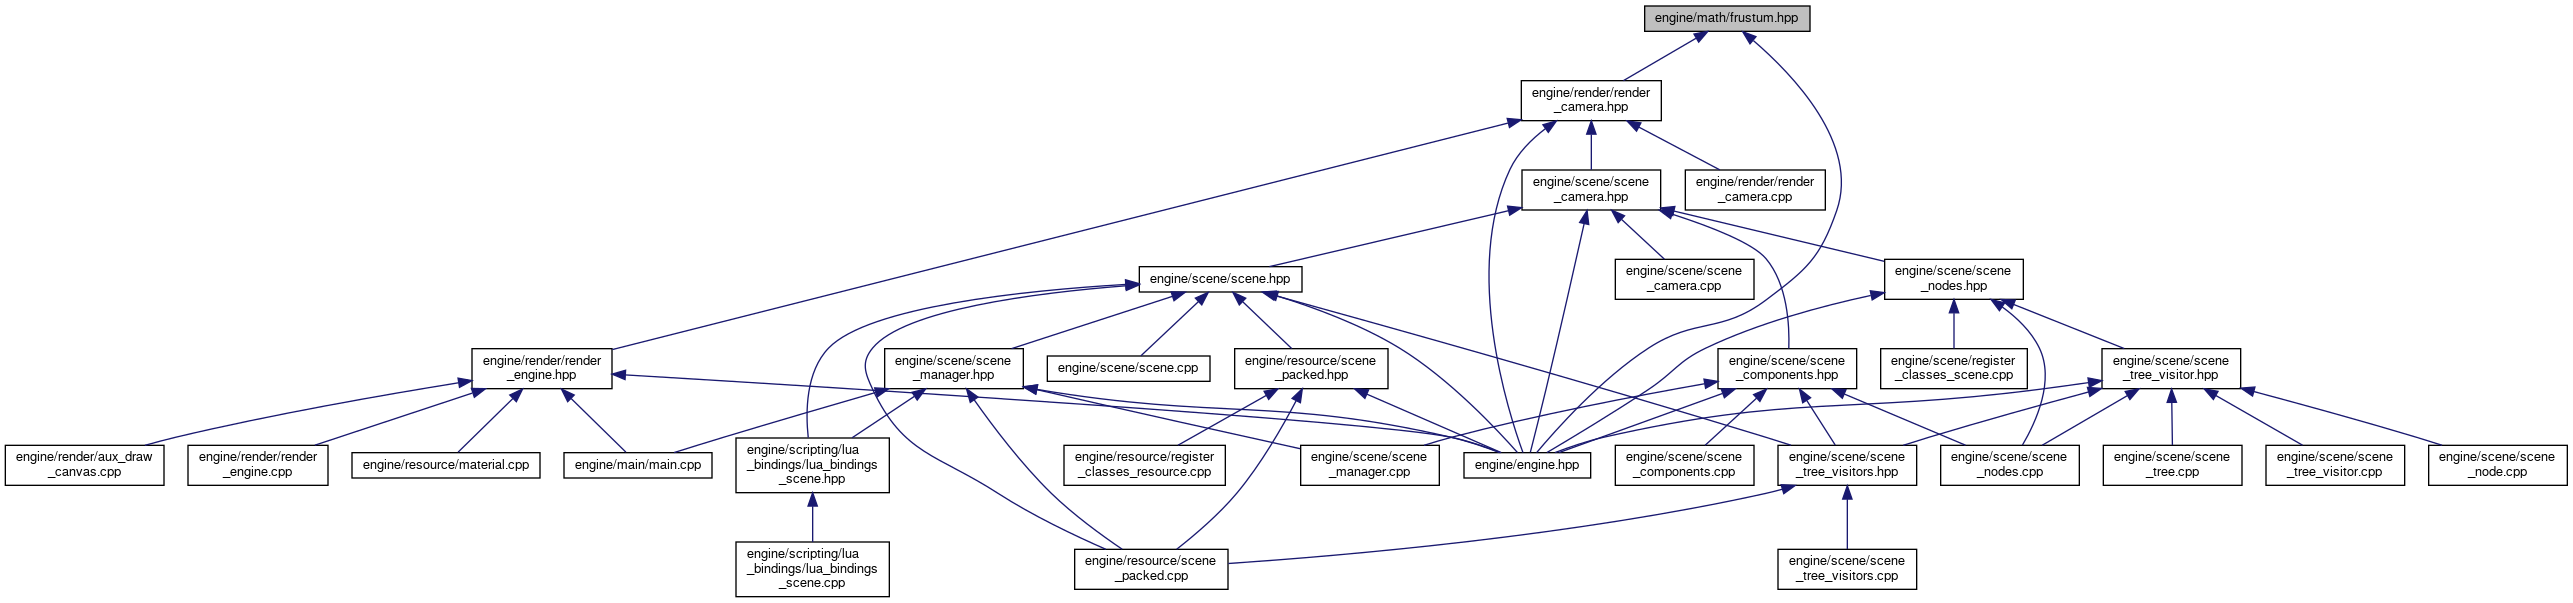 engine/math/frustum.hpp
engine/render/render
_camera.hpp
engine/scene/scene
_camera.hpp
engine/render/render
_camera.cpp
engine/scene/scene.hpp
engine/scene/scene
_camera.cpp
engine/scene/scene
_nodes.hpp
engine/render/render
_engine.hpp
engine/scene/scene
_manager.hpp
engine/scene/scene.cpp
engine/resource/scene
_packed.hpp
engine/scene/scene
_components.hpp
engine/scene/register
_classes_scene.cpp
engine/scene/scene
_tree_visitor.hpp
engine/render/aux_draw
_canvas.cpp
engine/render/render
_engine.cpp
engine/resource/material.cpp
engine/main/main.cpp
engine/scripting/lua
_bindings/lua_bindings
_scene.hpp
engine/resource/register
_classes_resource.cpp
engine/scene/scene
_manager.cpp
engine/engine.hpp
engine/scene/scene
_components.cpp
engine/scene/scene
_tree_visitors.hpp
engine/scene/scene
_nodes.cpp
engine/scene/scene
_tree.cpp
engine/scene/scene
_tree_visitor.cpp
engine/scene/scene
_node.cpp
engine/scripting/lua
_bindings/lua_bindings
_scene.cpp
engine/resource/scene
_packed.cpp
engine/scene/scene
_tree_visitors.cpp